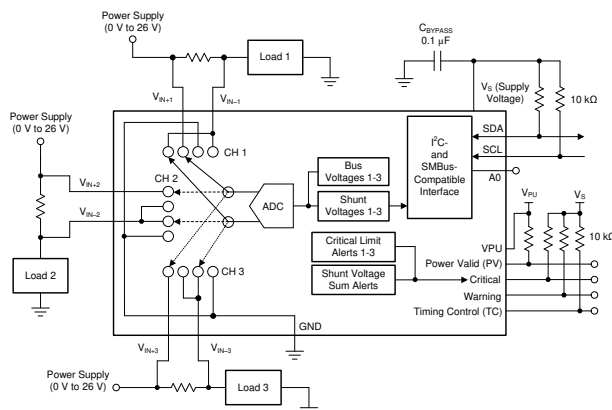 Power Supply
(0 V to 26 V)
Load 1
C_BYPASS
0.1 μF
V_IN+1
V_IN–1
V_S (Supply
Voltage)
10 kΩ
Power Supply
(0 V to 26 V)
CH 1
SDA
SCL
A0
I²C-
and
SMBus-
Compatible
Interface
V_IN+2
CH 2
V_IN–2
ADC
Bus
Voltages 1-3
Shunt
Voltages 1-3
Load 2
Critical Limit
Alerts 1-3
Shunt Voltage
Sum Alerts
V_PU
V_S
10 kΩ
VPU
Power Valid (PV)
Critical
Warning
Timing Control (TC)
CH 3
GND
V_IN+3
V_IN–3
Power Supply
(0 V to 26 V)
Load 3